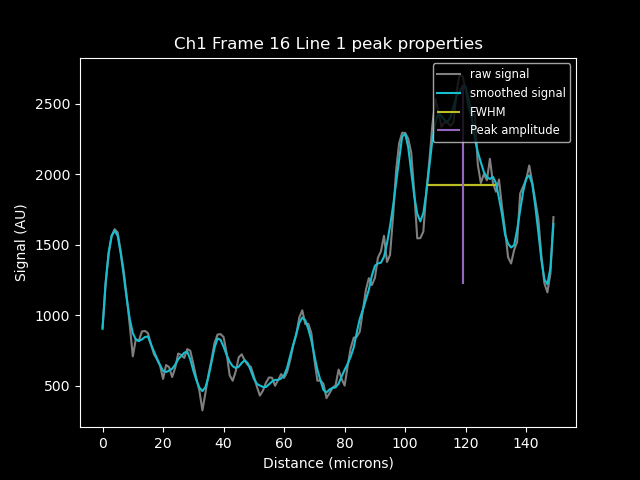 Ch1 Frame 16 Line 1 peak properties
raw signal
smoothed signal
FWHM
Peak amplitude
Signal (AU)
2500
2000
1500
1000
500
0 20 40 60 80 100 120 140
Distance (microns)